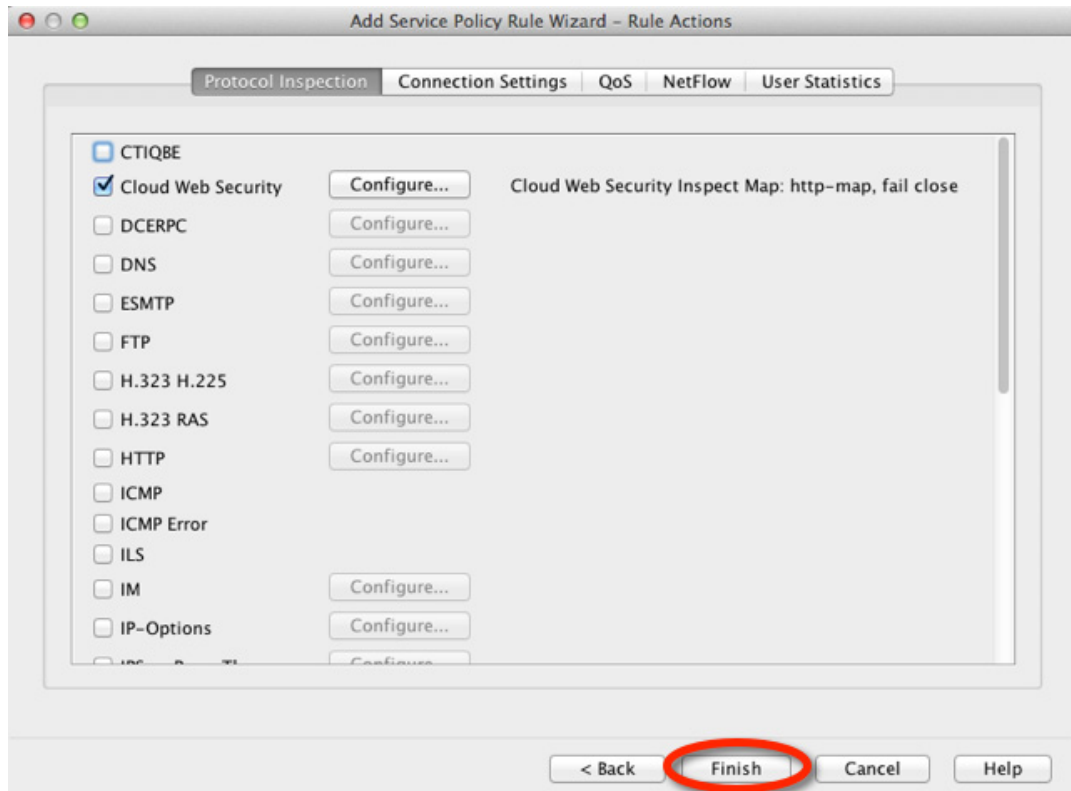 Add Service Policy Rule Wizard – Rule Actions
Protocol Inspection Connection Settings QoS NetFlow User Statistics
CTIQBE
Cloud Web Security Configure... Cloud Web Security Inspect Map: http-map, fail close
DCERPC Configure...
DNS Configure...
ESMTP Configure...
FTP Configure...
H.323 H.225 Configure...
H.323 RAS Configure...
HTTP Configure...
ICMP
ICMP Error
ILS
IM Configure...
IP-Options Configure...
< Back Finish Cancel Help